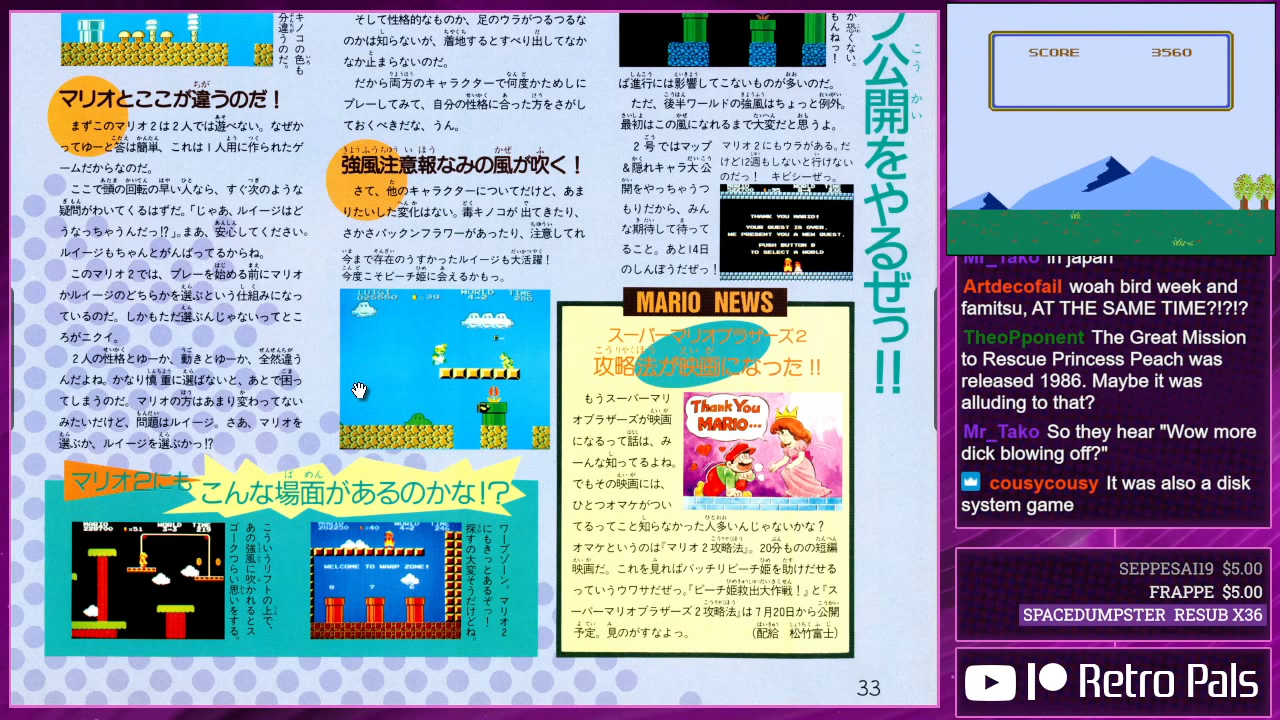 キノコの色も
分違うのだ。
マリオとここが違うのだ！
まずこのマリオ2は2人では遊べない。なぜか
ってゆーと答は簡単、これは1人用に作られたゲ
ームだからなのだ。
ここで頭の回転の早い人なら、すぐ次のような
疑問がわいてくるはずだ。「じゃあ、ルイージはど
うなっちゃうんだっ!?」。まあ、安心してください。
ルイージもちゃんとがんばってるからね。
このマリオ2では、プレーを始める前にマリオ
かルイージのどちらかを選ぶという仕組みになっ
ているのだ。しかもただ選ぶんじゃないってとこ
ろがニクイ。
2人の性格とゆーか、動きとゆーか、全然違う
んだよね。かなり慎重に選ばないと、あとで困っ
てしまうのだ。マリオの方はあまり変わってない
みたいだけど、問題はルイージ。さあ、マリオを
選ぶか、ルイージを選ぶかっ!?
そして性格的なものか、足のウラがつるつるな
のかは知らないが、着地するとすべり出してなか
なか止まらないのだ。
だから両方のキャラクターで何度かためしに
プレーしてみて、自分の性格に合った方をさがし
ておくべきだな、うん。
強風注意報なみの風が吹く！
さて、他のキャラクターについてだけど、あま
りたいした変化はない。毒キノコが出てきたり、
さかさパックンフラワーがあったり、注意してれ
今まで存在のうすかったルイージも大活躍！
今度こそピーチ姫に会えるかもっ。
LUIGI
WORLD
4-2
TIME
か恐くない。
もんねっ！
ば進行には影響してこないものが多いのだ。
ただ、後半ワールドの強風はちょっと例外。
最初はこの風になれるまで大変だと思うよ。
2号ではマップ
&隠れキャラ大公
開をやっちゃうつ
もりだから、みん
な期待して待って
ること。あと14日
のしんぼうだぜっ！
マリオ2にもウラがある。だ
けど12週もしないと行けない
のだっ！　キビシーぜっ。
MARIO
WORLD
TIME
THANK YOU MARIO!
YOUR QUEST IS OVER.
WE PRESENT YOU A NEW QUEST.
PUSH BUTTON B
TO SELECT A WORLD
公開をやるぜっ!!
マリオ2にも
こんな場面があるのかな!?
MARIO
WORLD
3-3
TIME
219
こういうリフトの上で、
あの強風に吹かれるとス
ゴークつらい思いをする。
WORLD
4-2
TIME
246
WELCOME TO WARP ZONE!
ワープゾーン。マリオ2
にもきっとあるぞっ！
探すの大変そうだけどね。
MARIO NEWS
スーパーマリオブラザーズ2
攻略法が映画になった!!
もうスーパーマリ
オブラザーズが映画
になるって話は、み
ーんな知ってるよね。
でもその映画には、
ひとつオマケがつい
てるってこと知らなかった人多いんじゃないかな？
オマケというのは『マリオ2攻略法』。20分ものの短編
映画だ。これを見ればバッチリピーチ姫を助けだせる
っていうウワサだぜっ。『ピーチ姫救出大作戦！』と『ス
ーパーマリオブラザーズ2攻略法』は7月20日から公開
予定。見のがすなよっ。　（配給　松竹富士）
Thank You
MARIO...
33
SCORE 3560
Mr_Tako in japan
Artdecofail woah bird week and
famitsu, AT THE SAME TIME?!?!?
TheoPponent The Great Mission
to Rescue Princess Peach was
released 1986. Maybe it was
alluding to that?
Mr_Tako So they hear "Wow more
dick blowing off?"
cousycousy It was also a disk
system game
SEPPESAI19 $5.00
FRAPPE $5.00
SPACEDUMPSTER RESUB X36
Retro Pals